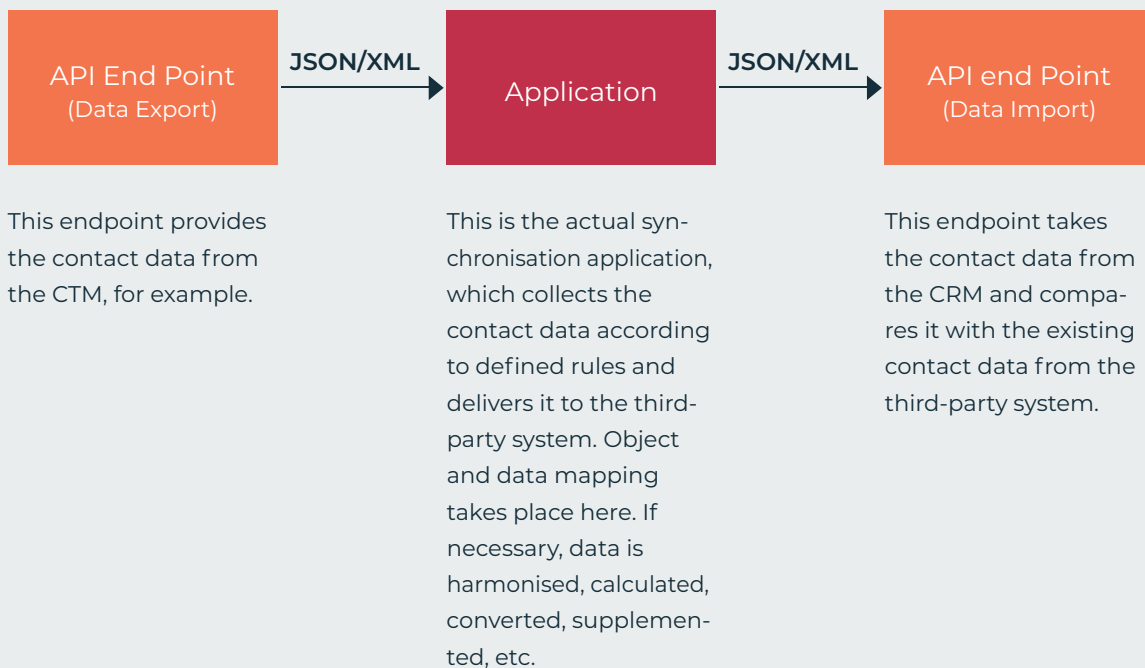 API End Point
(Data Export)
JSON/XML
Application
JSON/XML
API end Point
(Data Import)
This endpoint provides
the contact data from
the CTM, for example.
This is the actual syn-
chronisation application,
which collects the
contact data according
to defined rules and
delivers it to the third-
party system. Object
and data mapping
takes place here. If
necessary, data is
harmonised, calculated,
converted, supplemen-
ted, etc.
This endpoint takes
the contact data from
the CRM and compa-
res it with the existing
contact data from the
third-party system.